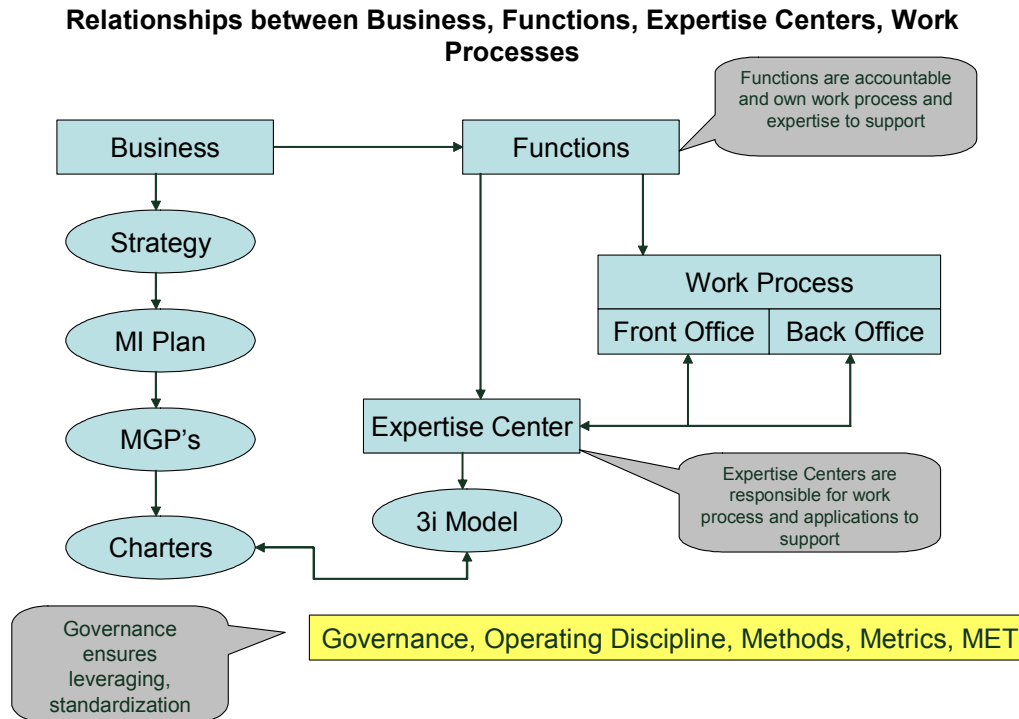 Relationships between Business, Functions, Expertise Centers, Work
Processes
Functions are accountable
and own work process and
expertise to support
Business
Functions
Strategy
Work Process
Front Office
Back Office
MI Plan
Expertise Center
MGP's
Expertise Centers are
responsible for work
process and applications to
support
3i Model
Charters
Governance
ensures
leveraging,
standardization
Governance, Operating Discipline, Methods, Metrics, MET